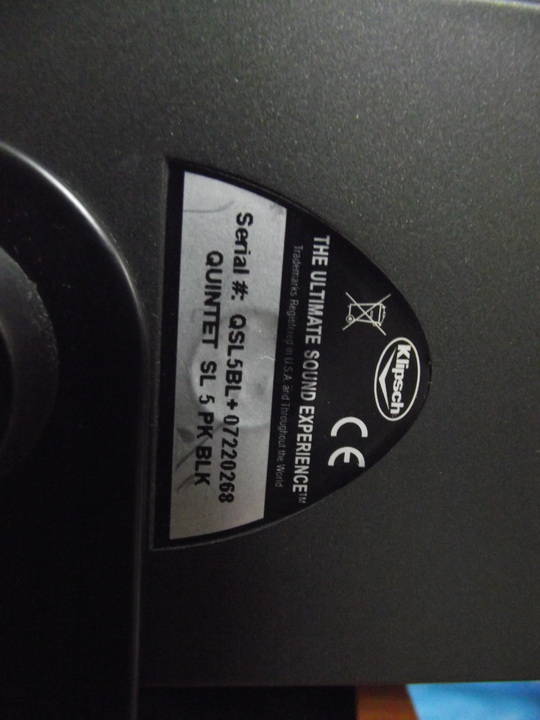 Klipsch
CE
THE ULTIMATE SOUND EXPERIENCE™
Trademarks Registered in U.S.A. and Throughout the World
Serial #: QSL5BL+07220268
QUINTET SL 5 PK BLK